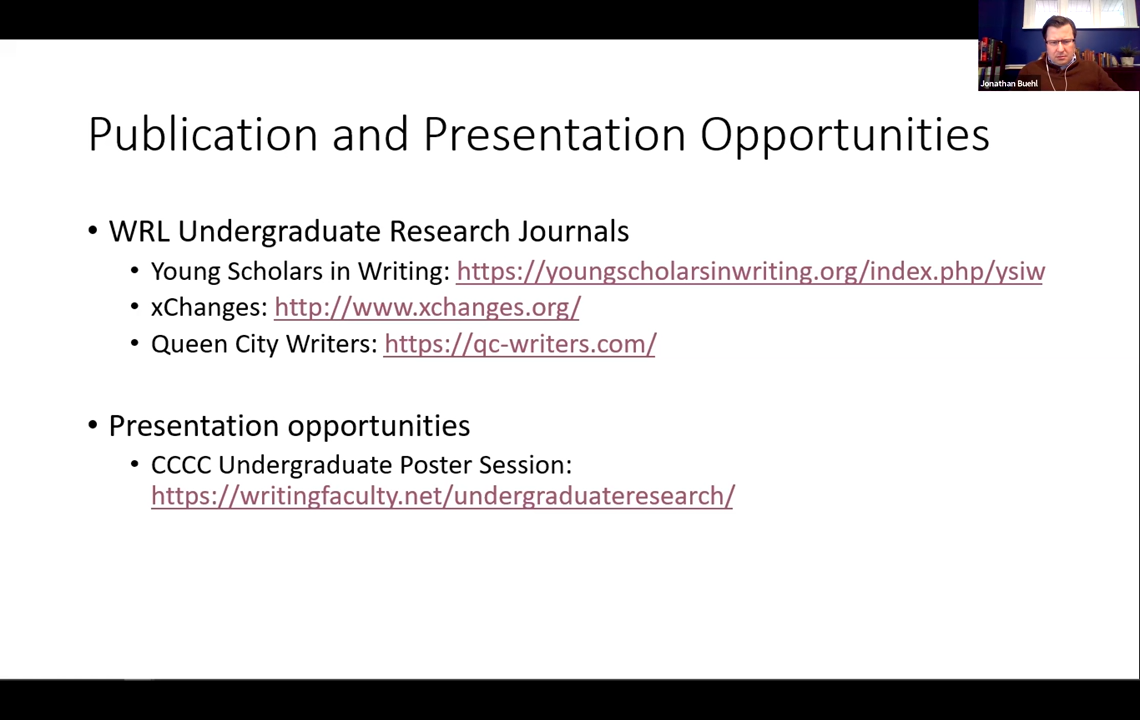 Jonathan Buehl
Publication and Presentation Opportunities
• WRL Undergraduate Research Journals
• Young Scholars in Writing: https://youngscholarsinwriting.org/index.php/ysiw
• xChanges: http://www.xchanges.org/
• Queen City Writers: https://qc-writers.com/
• Presentation opportunities
• CCCC Undergraduate Poster Session:
https://writingfaculty.net/undergraduateresearch/